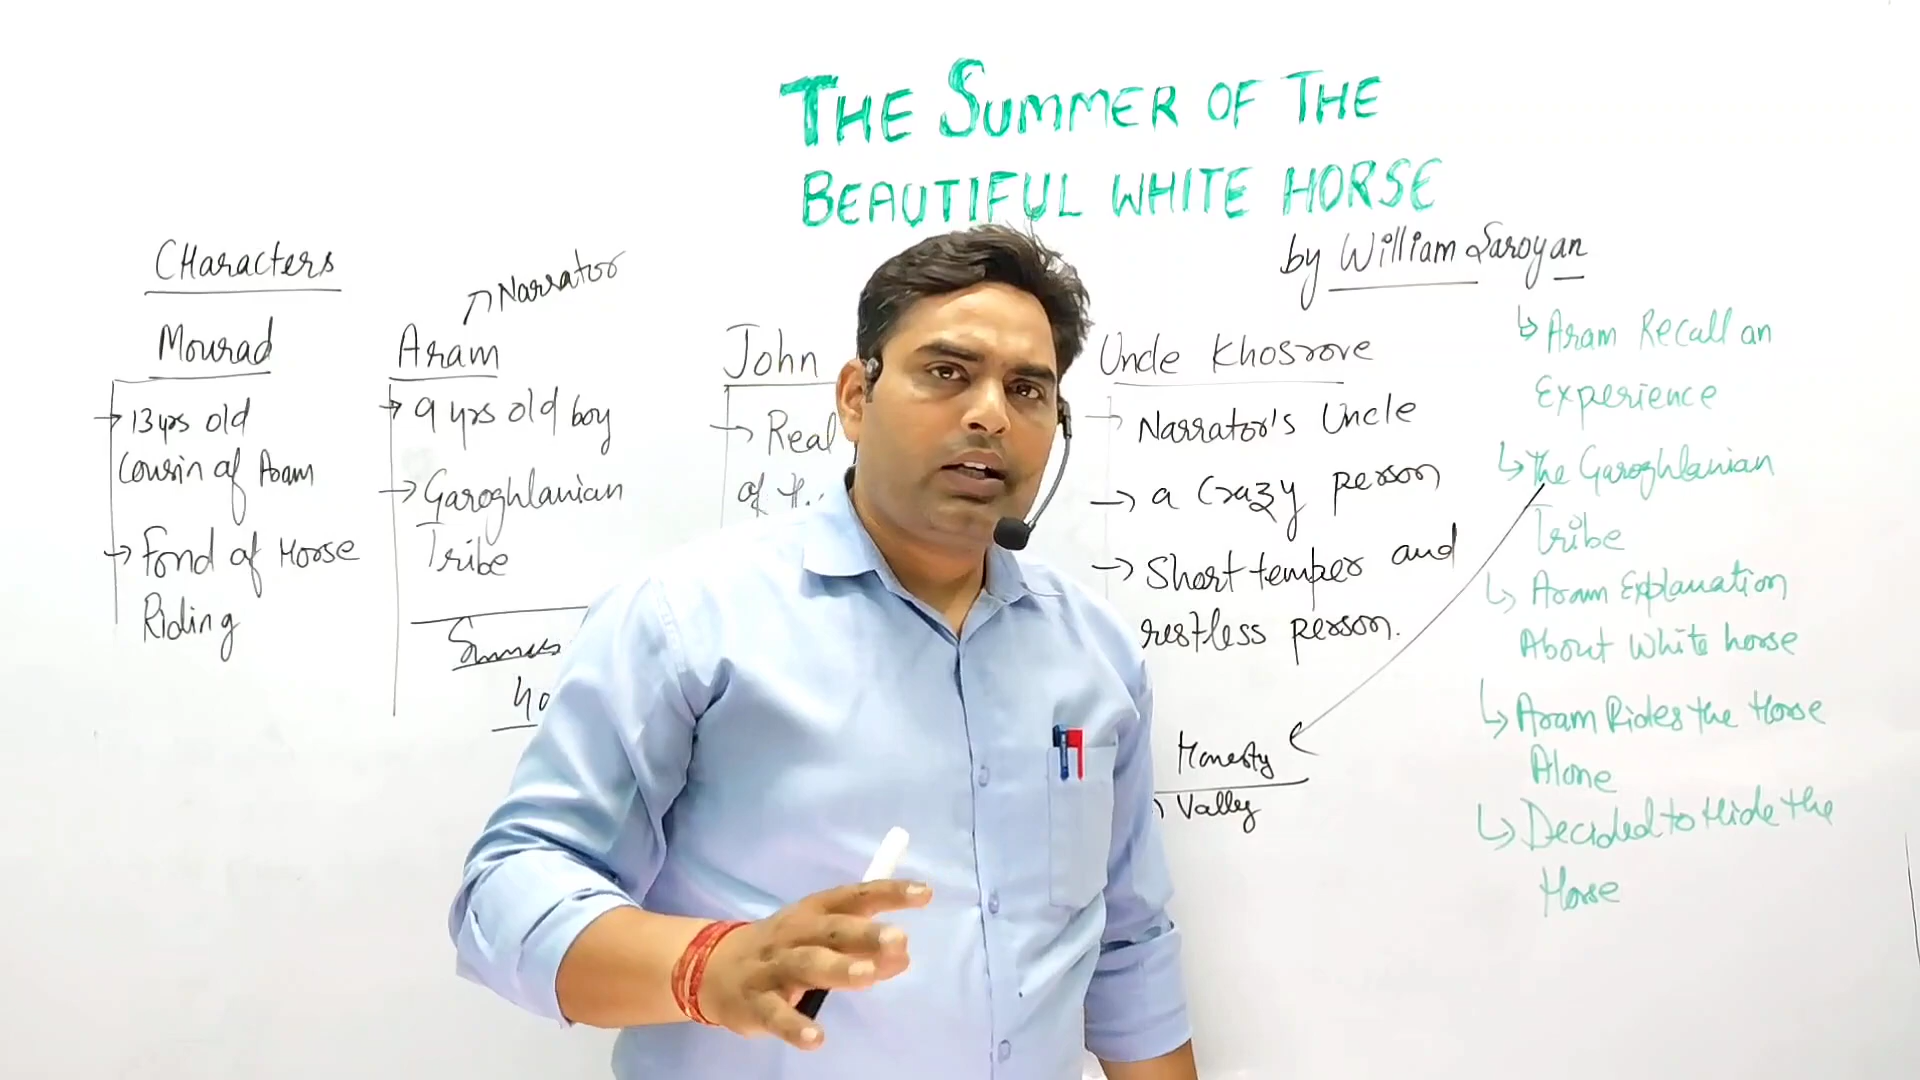 THE SUMMER OF THE
BEAUTIFUL WHITE HORSE
by William Saroyan
CHaracters
Mourad
→ 13 yrs old
Cousin of Aram
→ Fond of Horse
Riding
Narrator
Aram
→ 9 yrs old boy
→ Garoghlanian
Tribe
John
→ Real
of
Uncle Khosrove
→ Narrator's Uncle
→ a Crazy person
→ Short temper and
restless person.
Honesty
Valley
↳ Aram Recall an
Experience
↳ The Garoghlanian
Tribe
↳ Aram Explanation
About White horse
↳ Aram Rides the Horse
Alone
↳ Decided to Hide the
Horse